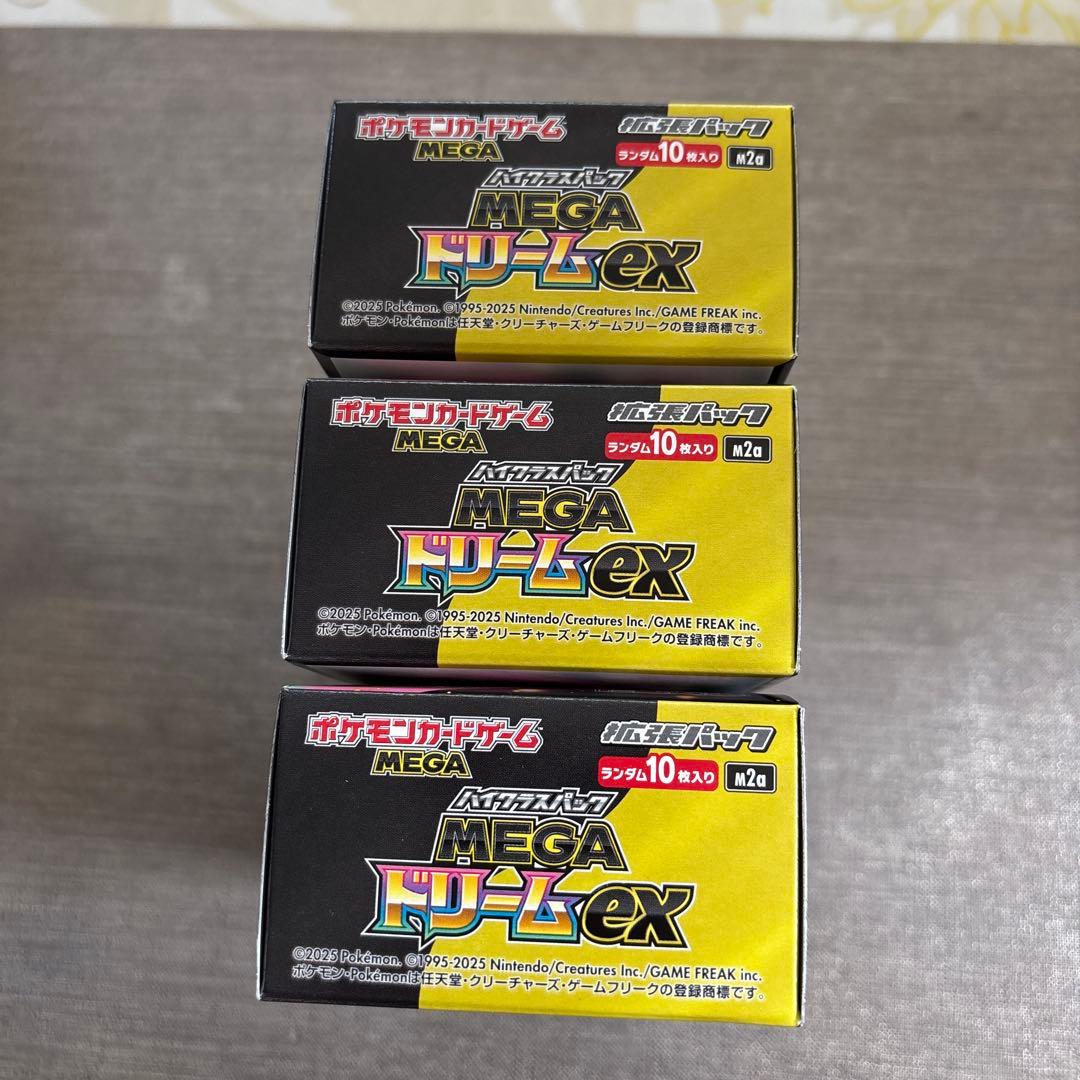 ポケモンカードゲーム
MEGA
拡張パック
ランダム10枚入り M2a
ハイクラスパック
MEGA
ドリームex
©2025 Pokémon. ©1995-2025 Nintendo/Creatures Inc./GAME FREAK inc.
ポケモン・Pokémonは任天堂・クリーチャーズ・ゲームフリークの登録商標です。
ポケモンカードゲーム
MEGA
拡張パック
ランダム10枚入り M2a
ハイクラスパック
MEGA
ドリームex
©2025 Pokémon. ©1995-2025 Nintendo/Creatures Inc./GAME FREAK inc.
ポケモン・Pokémonは任天堂・クリーチャーズ・ゲームフリークの登録商標です。
ポケモンカードゲーム
MEGA
拡張パック
ランダム10枚入り M2a
ハイクラスパック
MEGA
ドリームex
©2025 Pokémon. ©1995-2025 Nintendo/Creatures Inc./GAME FREAK inc.
ポケモン・Pokémonは任天堂・クリーチャーズ・ゲームフリークの登録商標です。